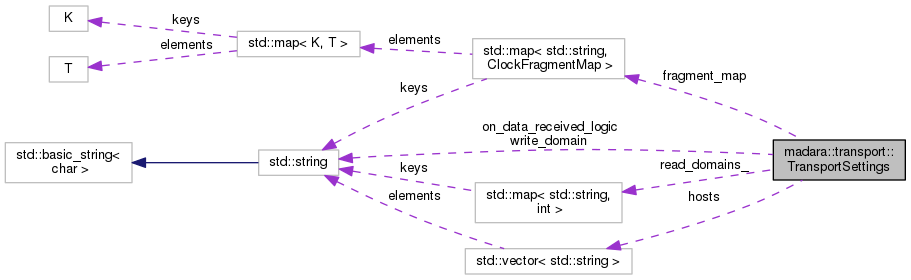 K
keys
elements
T
std::map< K, T >
elements
std::map< std::string,
ClockFragmentMap >
fragment_map
keys
on_data_received_logic
write_domain
std::basic_string<
char >
std::string
keys
std::map< std::string,
int >
read_domains_
madara::transport::
TransportSettings
elements
hosts
std::vector< std::string >